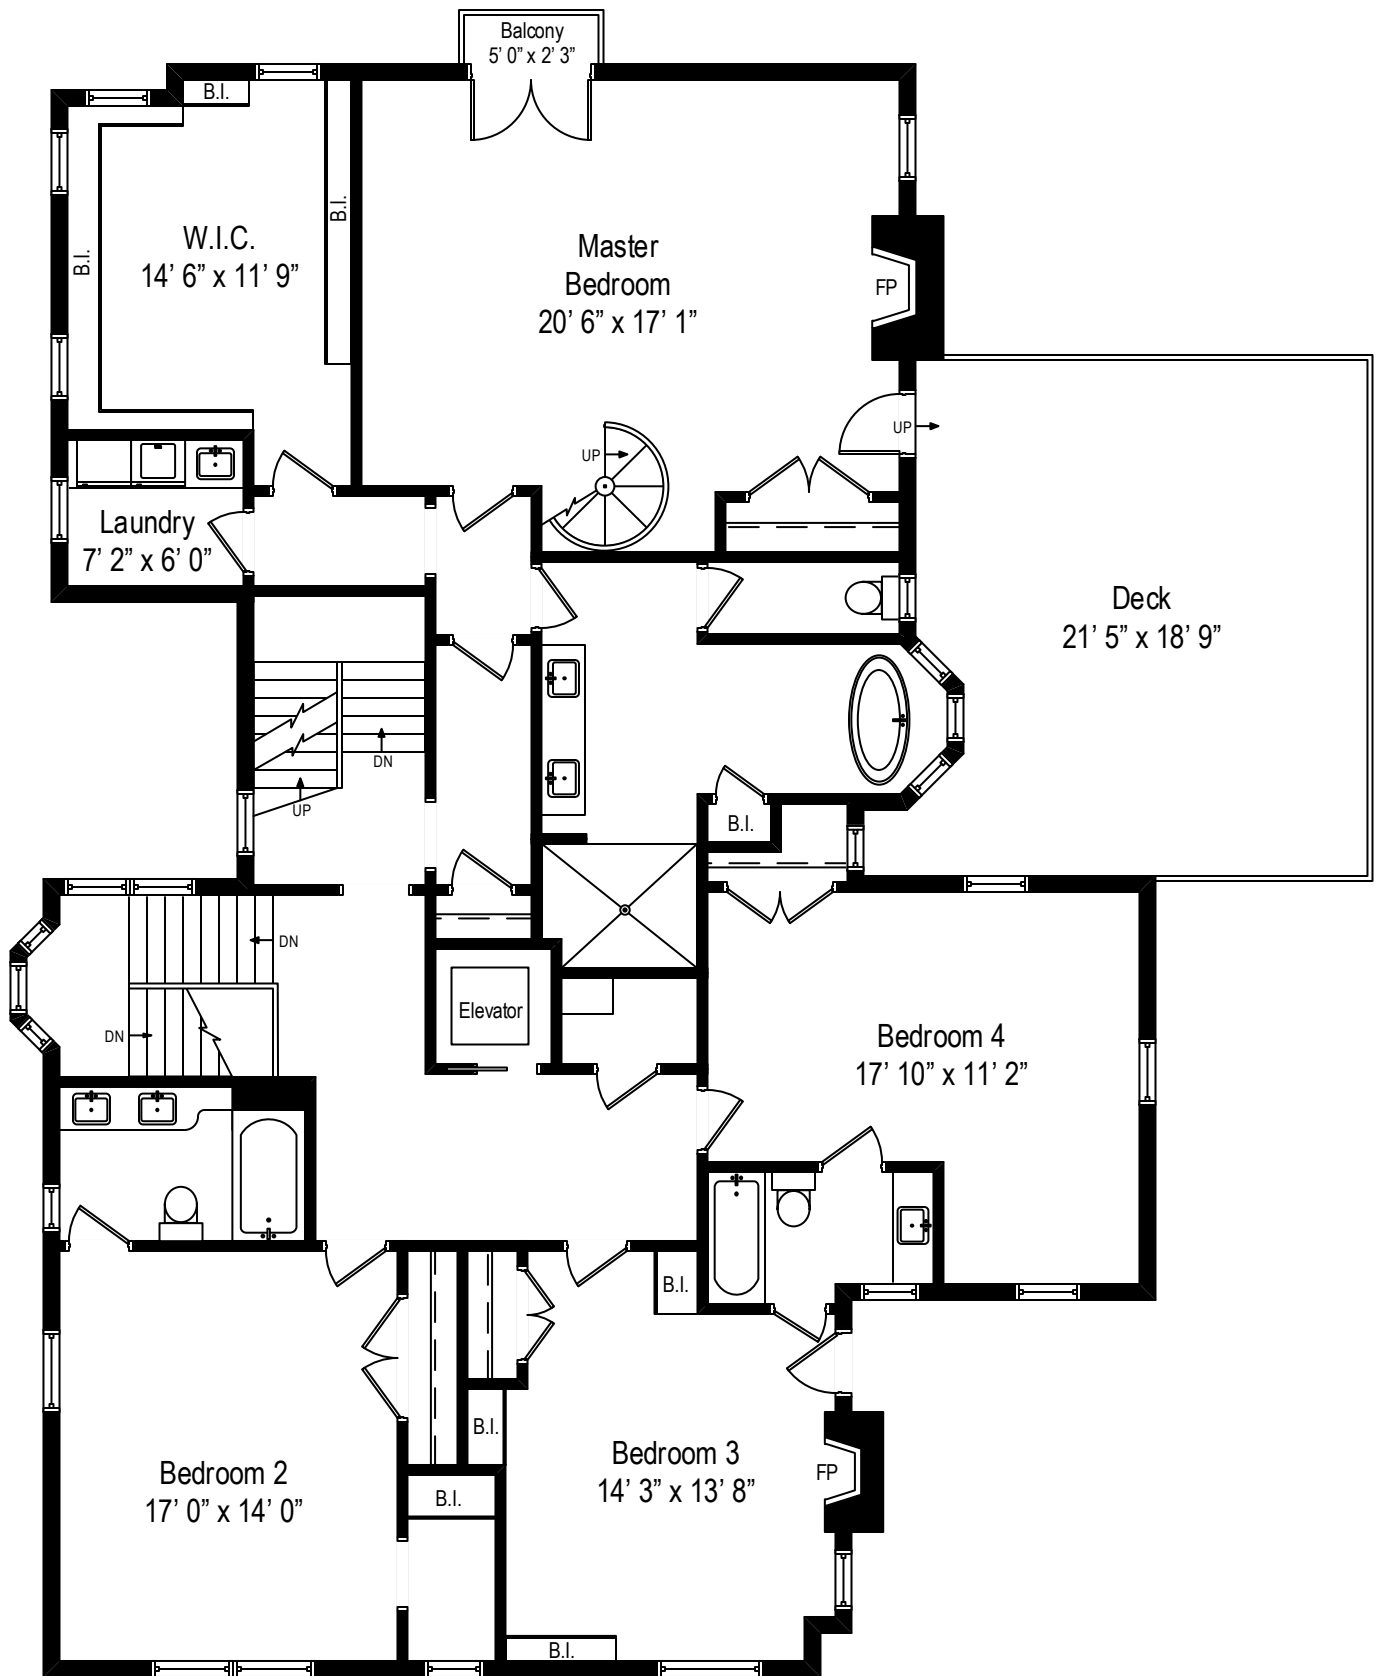 Balcony
5’ 0” x 2’ 3”
B.I.
B.I.
B.I.
W.I.C.
14’ 6” x 11’ 9”
Master
Bedroom
20’ 6” x 17’ 1”
FP
UP
UP
Laundry
7’ 2” x 6’ 0”
Deck
21’ 5” x 18’ 9”
DN
UP
B.I.
DN
DN
Elevator
Bedroom 4
17’ 10” x 11’ 2”
B.I.
B.I.
Bedroom 2
17’ 0” x 14’ 0”
Bedroom 3
14’ 3” x 13’ 8”
FP
B.I.
B.I.